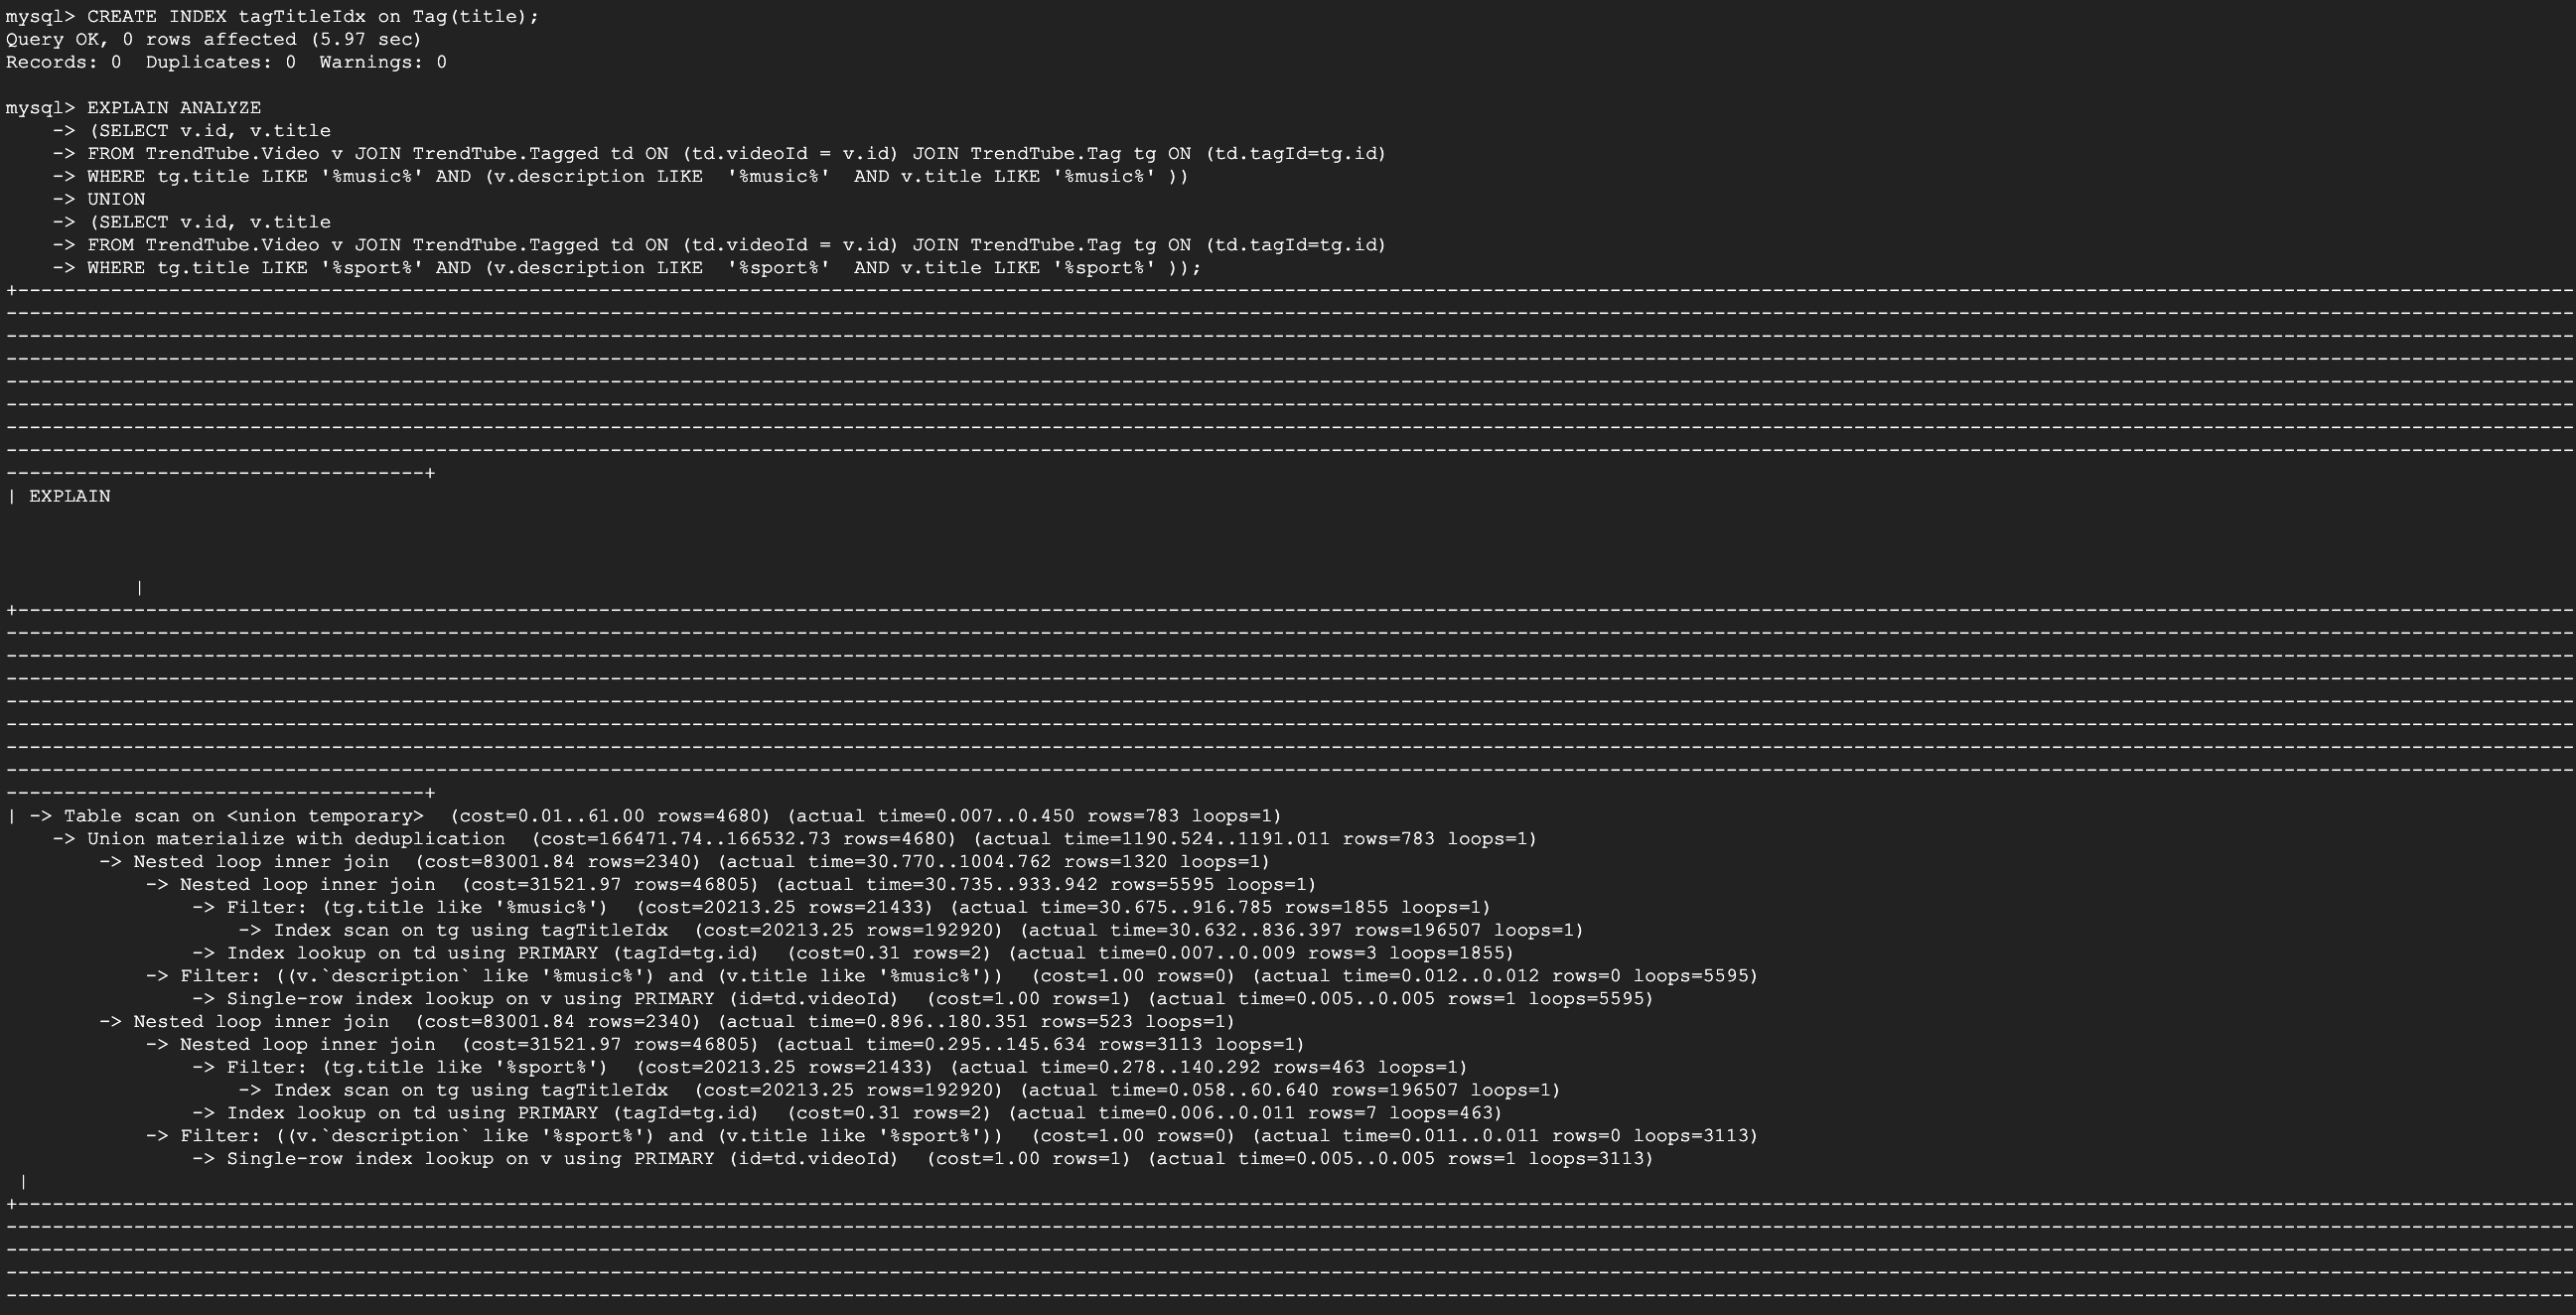 mysql> CREATE INDEX tagTitleIdx on Tag(title);
Query OK, 0 rows affected (5.97 sec)
Records: 0  Duplicates: 0  Warnings: 0

mysql> EXPLAIN ANALYZE
    -> (SELECT v.id, v.title
    -> FROM TrendTube.Video v JOIN TrendTube.Tagged td ON (td.videoId = v.id) JOIN TrendTube.Tag tg ON (td.tagId=tg.id)
    -> WHERE tg.title LIKE '%music%' AND (v.description LIKE  '%music%'  AND v.title LIKE '%music%' ))
    -> UNION
    -> (SELECT v.id, v.title
    -> FROM TrendTube.Video v JOIN TrendTube.Tagged td ON (td.videoId = v.id) JOIN TrendTube.Tag tg ON (td.tagId=tg.id)
    -> WHERE tg.title LIKE '%sport%' AND (v.description LIKE  '%sport%'  AND v.title LIKE '%sport%' ));
| EXPLAIN
|
| -> Table scan on <union temporary>  (cost=0.01..61.00 rows=4680) (actual time=0.007..0.450 rows=783 loops=1)
    -> Union materialize with deduplication  (cost=166471.74..166532.73 rows=4680) (actual time=1190.524..1191.011 rows=783 loops=1)
        -> Nested loop inner join  (cost=83001.84 rows=2340) (actual time=30.770..1004.762 rows=1320 loops=1)
            -> Nested loop inner join  (cost=31521.97 rows=46805) (actual time=30.735..933.942 rows=5595 loops=1)
                -> Filter: (tg.title like '%music%')  (cost=20213.25 rows=21433) (actual time=30.675..916.785 rows=1855 loops=1)
                    -> Index scan on tg using tagTitleIdx  (cost=20213.25 rows=192920) (actual time=30.632..836.397 rows=196507 loops=1)
                -> Index lookup on td using PRIMARY (tagId=tg.id)  (cost=0.31 rows=2) (actual time=0.007..0.009 rows=3 loops=1855)
            -> Filter: ((v.`description` like '%music%') and (v.title like '%music%'))  (cost=1.00 rows=0) (actual time=0.012..0.012 rows=0 loops=5595)
                -> Single-row index lookup on v using PRIMARY (id=td.videoId)  (cost=1.00 rows=1) (actual time=0.005..0.005 rows=1 loops=5595)
        -> Nested loop inner join  (cost=83001.84 rows=2340) (actual time=0.896..180.351 rows=523 loops=1)
            -> Nested loop inner join  (cost=31521.97 rows=46805) (actual time=0.295..145.634 rows=3113 loops=1)
                -> Filter: (tg.title like '%sport%')  (cost=20213.25 rows=21433) (actual time=0.278..140.292 rows=463 loops=1)
                    -> Index scan on tg using tagTitleIdx  (cost=20213.25 rows=192920) (actual time=0.058..60.640 rows=196507 loops=1)
                -> Index lookup on td using PRIMARY (tagId=tg.id)  (cost=0.31 rows=2) (actual time=0.006..0.011 rows=7 loops=463)
            -> Filter: ((v.`description` like '%sport%') and (v.title like '%sport%'))  (cost=1.00 rows=0) (actual time=0.011..0.011 rows=0 loops=3113)
                -> Single-row index lookup on v using PRIMARY (id=td.videoId)  (cost=1.00 rows=1) (actual time=0.005..0.005 rows=1 loops=3113)
 |